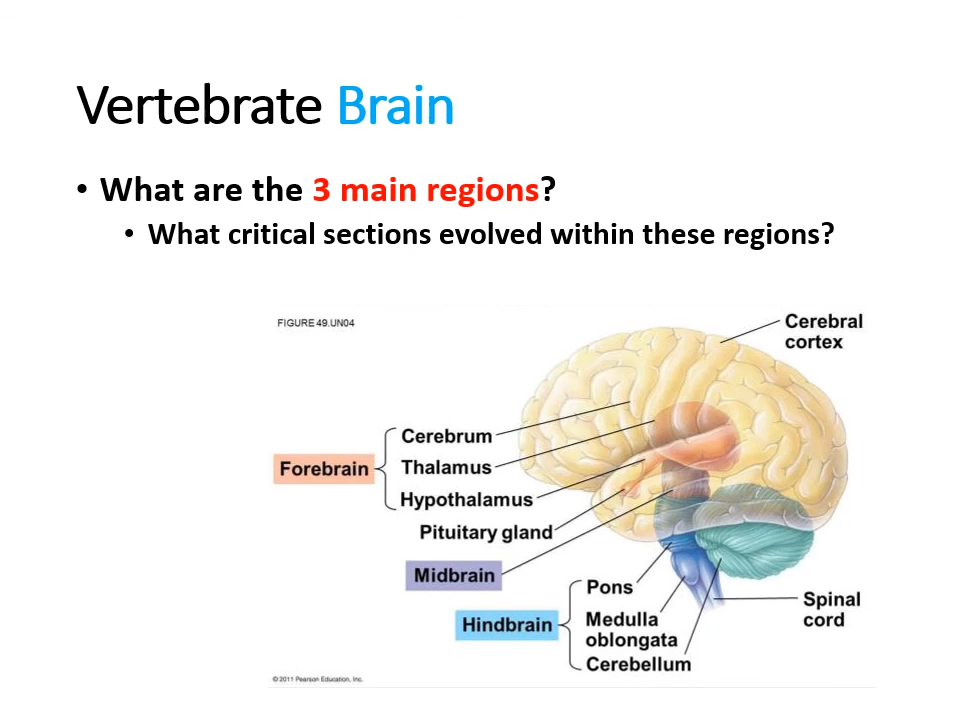 Vertebrate Brain
• What are the 3 main regions?
• What critical sections evolved within these regions?
FIGURE 49.UN04
Cerebral
cortex
Cerebrum
Forebrain
Thalamus
Hypothalamus
Pituitary gland
Midbrain
Pons
Hindbrain
Medulla
oblongata
Cerebellum
Spinal
cord
© 2011 Pearson Education, Inc.